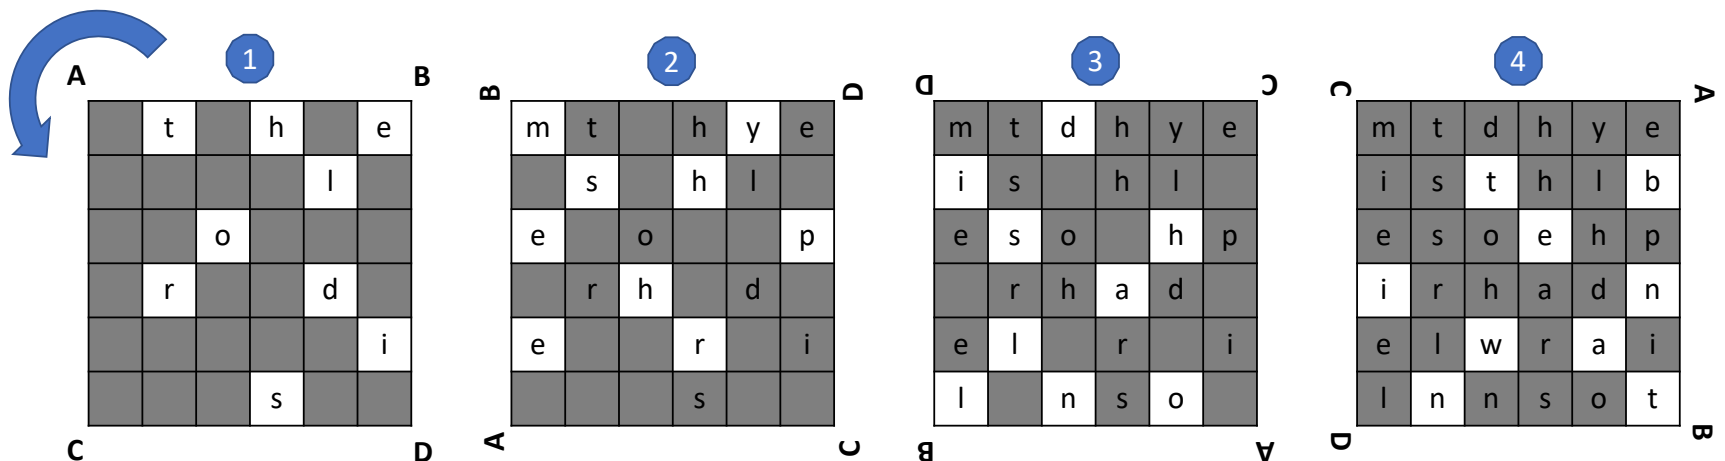 1
A B
t h e
l
o
r d
i
s
C D
2
B D
m t h y e
s h l
e o p
r h d
e r i
s
A C
3
D C
m t d h y e
i s h l
e s o h p
r h a d
e l r i
l n s o
B A
4
C A
m t d h y e
i s t h l b
e s o e h p
i r h a d n
e l w r a i
l n n s o t
D B